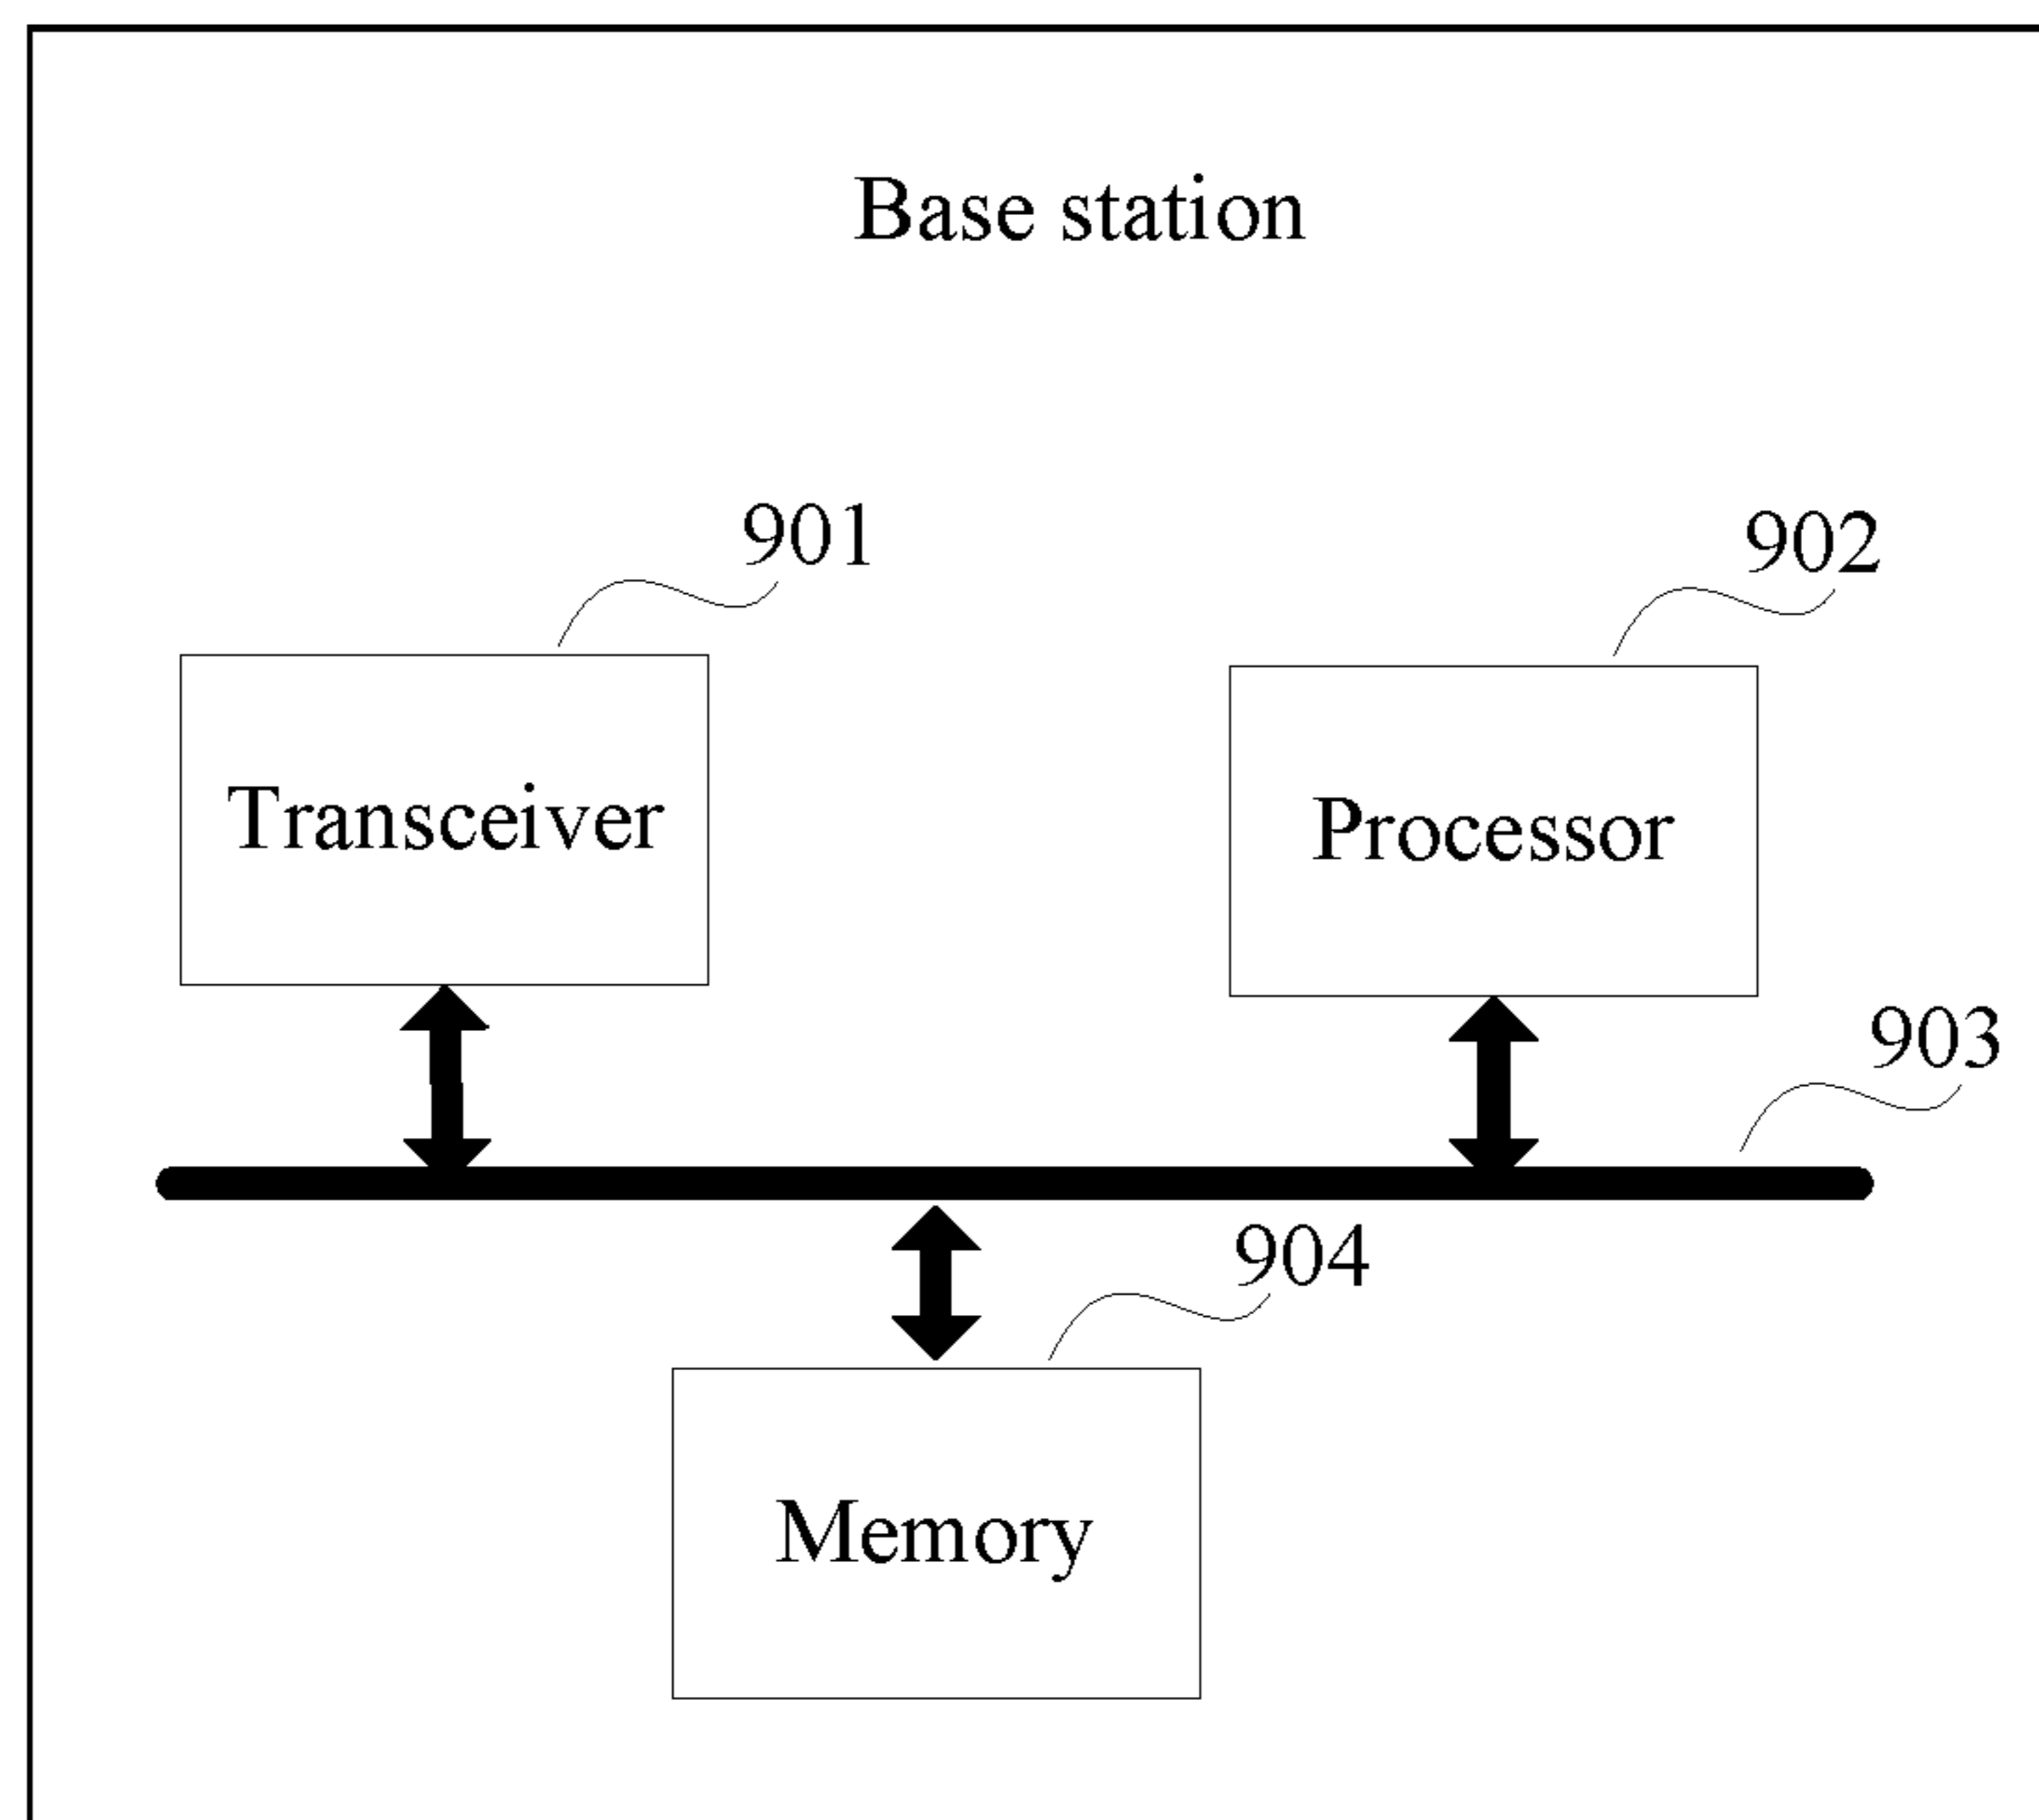 Base station
901
902
Transceiver
Processor
903
904
Memory